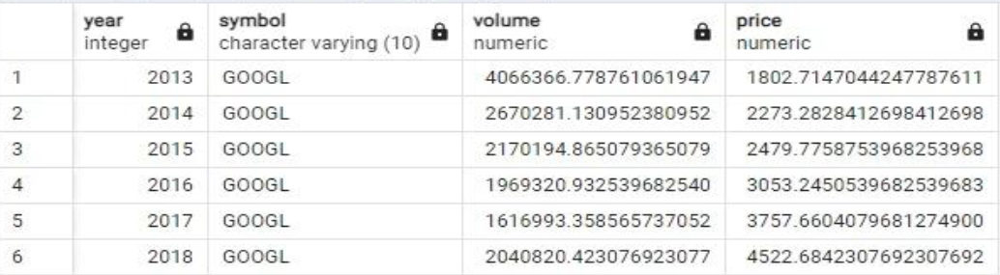 year symbol volume price
integer character varying (10) numeric numeric
1 2013 GOOGL 4066366.778761061947 1802.7147044247787611
2 2014 GOOGL 2670281.130952380952 2273.2828412698412698
3 2015 GOOGL 2170194.865079365079 2479.7758753968253968
4 2016 GOOGL 1969320.932539682540 3053.2450539682539683
5 2017 GOOGL 1616993.358565737052 3757.6604079681274900
6 2018 GOOGL 2040820.423076923077 4522.6842307692307692